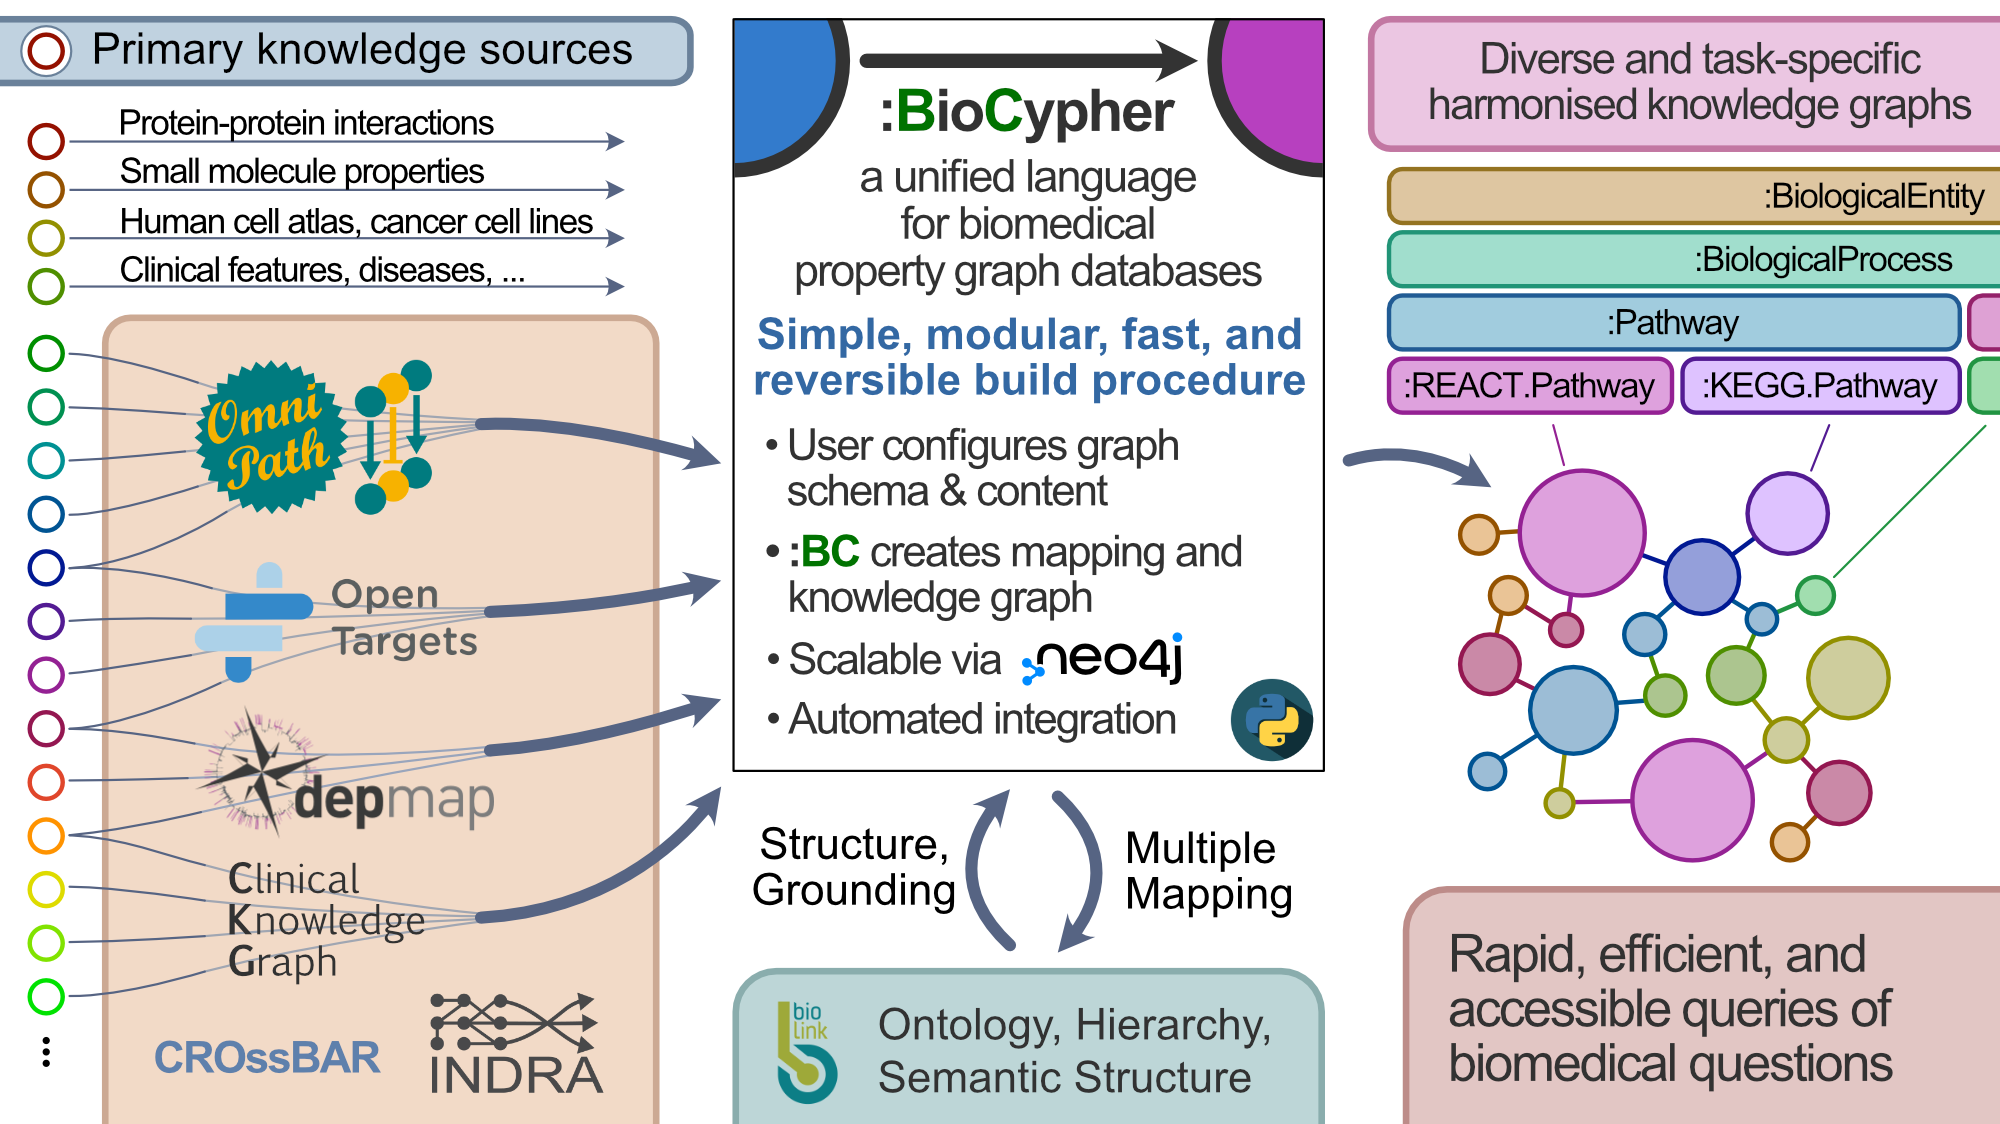 Primary knowledge sources
Protein-protein interactions
Small molecule properties
Human cell atlas, cancer cell lines
Clinical features, diseases, ...
Omni
Path
Open
Targets
depmap
Clinical
Knowledge
Graph
CROssBAR
INDRA
:BioCypher
a unified language
for biomedical
property graph databases
Simple, modular, fast, and
reversible build procedure
• User configures graph
schema & content
• :BC creates mapping and
knowledge graph
• Scalable via neo4j
• Automated integration
Structure,
Grounding
Multiple
Mapping
bio
link
Ontology, Hierarchy,
Semantic Structure
Diverse and task-specific
harmonised knowledge graphs
:BiologicalEntity
:BiologicalProcess
:Pathway
:REACT.Pathway
:KEGG.Pathway
Rapid, efficient, and
accessible queries of
biomedical questions